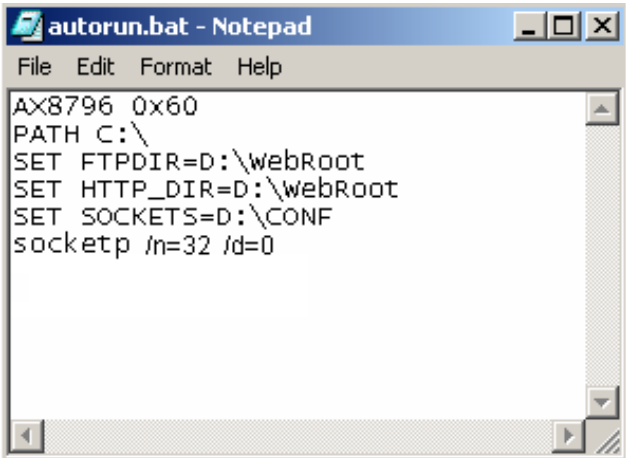 autorun.bat - Notepad
File Edit Format Help
AX8796 0x60
PATH C:\
SET FTPDIR=D:\WebRoot
SET HTTP_DIR=D:\WebRoot
SET SOCKETS=D:\CONF
socketp /n=32 /d=0